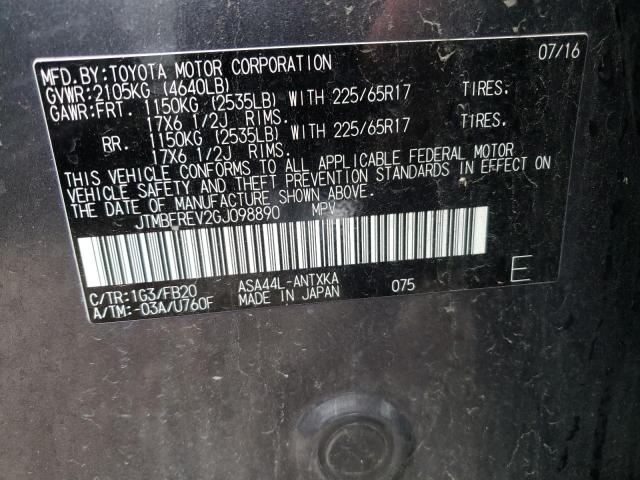 MFD.BY:TOYOTA MOTOR CORPORATION 07/16
GVWR:2105KG (4640LB)
GAWR:FRT. 1150KG (2535LB) WITH 225/65R17 TIRES.
17X6 1/2J RIMS.
RR. 1150KG (2535LB) WITH 225/65R17 TIRES.
17X6 1/2J RIMS.
THIS VEHICLE CONFORMS TO ALL APPLICABLE FEDERAL MOTOR
VEHICLE SAFETY AND THEFT PREVENTION STANDARDS IN EFFECT ON
THE DATE OF MANUFACTURE SHOWN ABOVE.
JTMBFREV2GJ098890 MPV
C/TR:1G3/FB20 ASA44L-ANTXKA 075 E
A/TM:-03A/U760F MADE IN JAPAN